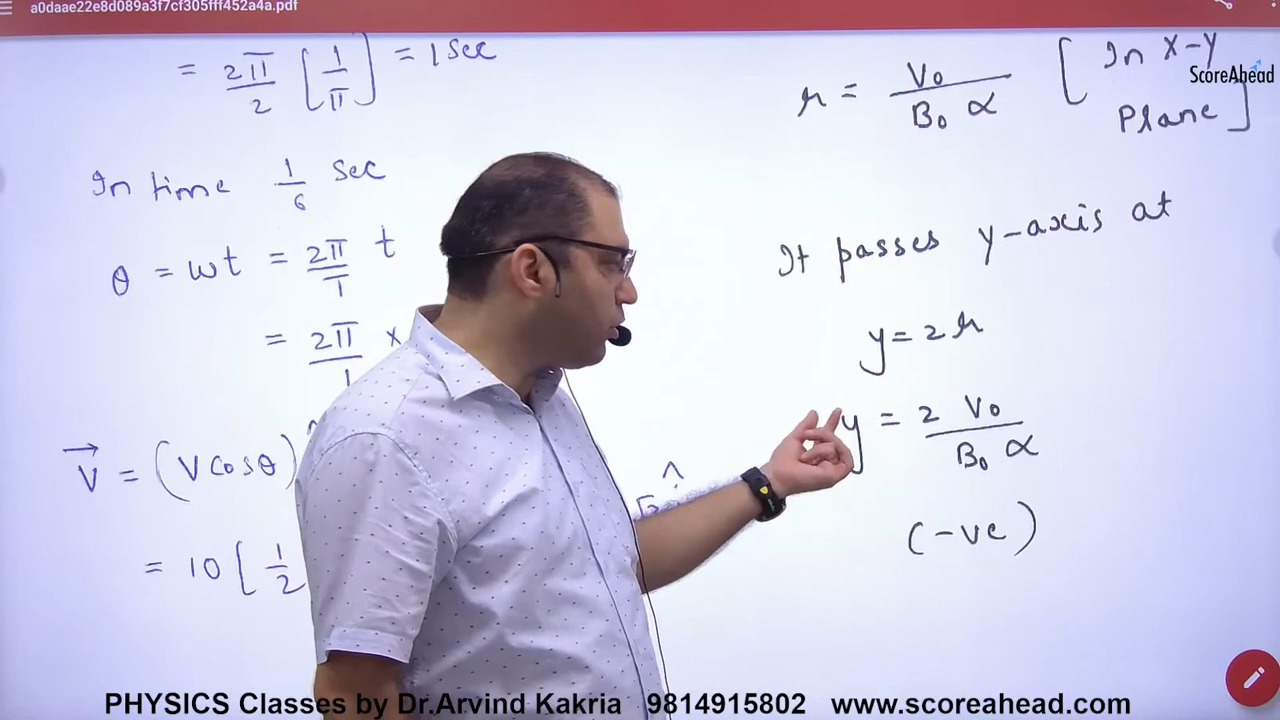 a0daae22e8d089a3f7cf305fff452a4a.pdf
ScoreAhead
= 2π/2 [1/π] = 1 Sec
In time 1/6 Sec
θ = wt = 2π/T t
= 2π/1 ×
V⃗ = (V Cosθ)
= 10 [1/2
r = V₀/B₀ α [In X-Y Plane]
It passes y-axis at
y = 2r
y = 2 V₀/B₀ α
(-ve)
PHYSICS Classes by Dr.Arvind Kakria 9814915802 www.scoreahead.com